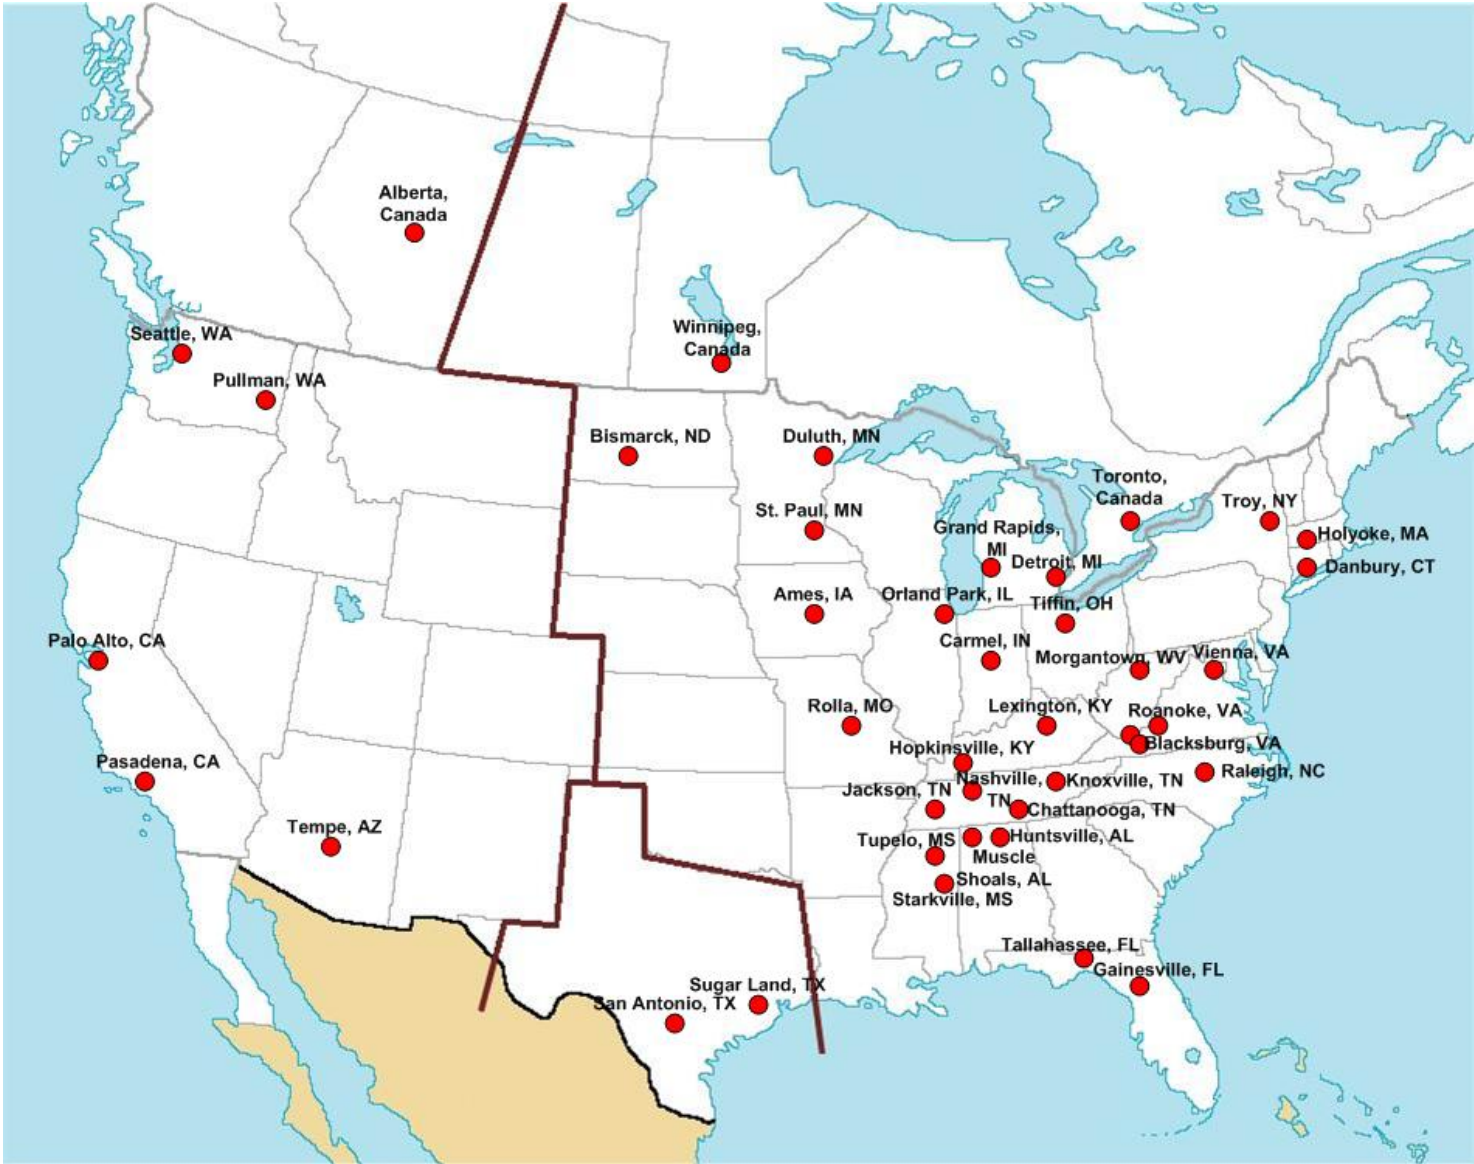 Alberta,
Canada
Seattle, WA
Winnipeg,
Canada
Pullman, WA
Bismarck, ND
Duluth, MN
Toronto,
Canada
Troy, NY
St. Paul, MN
Grand Rapids,
MI
Holyoke, MA
Detroit, MI
Danbury, CT
Ames, IA
Orland Park, IL
Tiffin, OH
Palo Alto, CA
Carmel, IN
Morgantown, WV
Vienna, VA
Rolla, MO
Lexington, KY
Roanoke, VA
Blacksburg, VA
Hopkinsville, KY
Pasadena, CA
Nashville,
TN
Knoxville, TN
Raleigh, NC
Jackson, TN
Chattanooga, TN
Tempe, AZ
Tupelo, MS
Huntsville, AL
Muscle
Shoals, AL
Starkville, MS
Tallahassee, FL
Gainesville, FL
Sugar Land, TX
San Antonio, TX